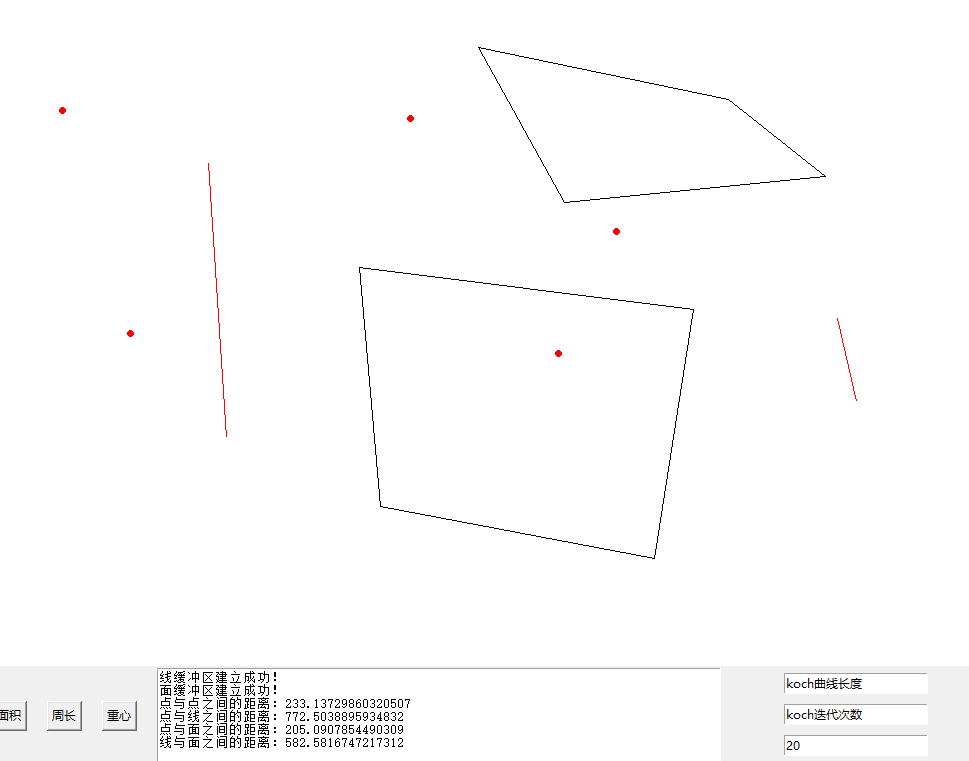 线缓冲区建立成功!
面缓冲区建立成功!
点与点之间的距离: 233.13729860320507
点与线之间的距离: 772.5038895934832
点与面之间的距离: 205.0907854490309
线与面之间的距离: 582.5816747217312
面积 周长 重心
koch曲线长度
koch迭代次数
20